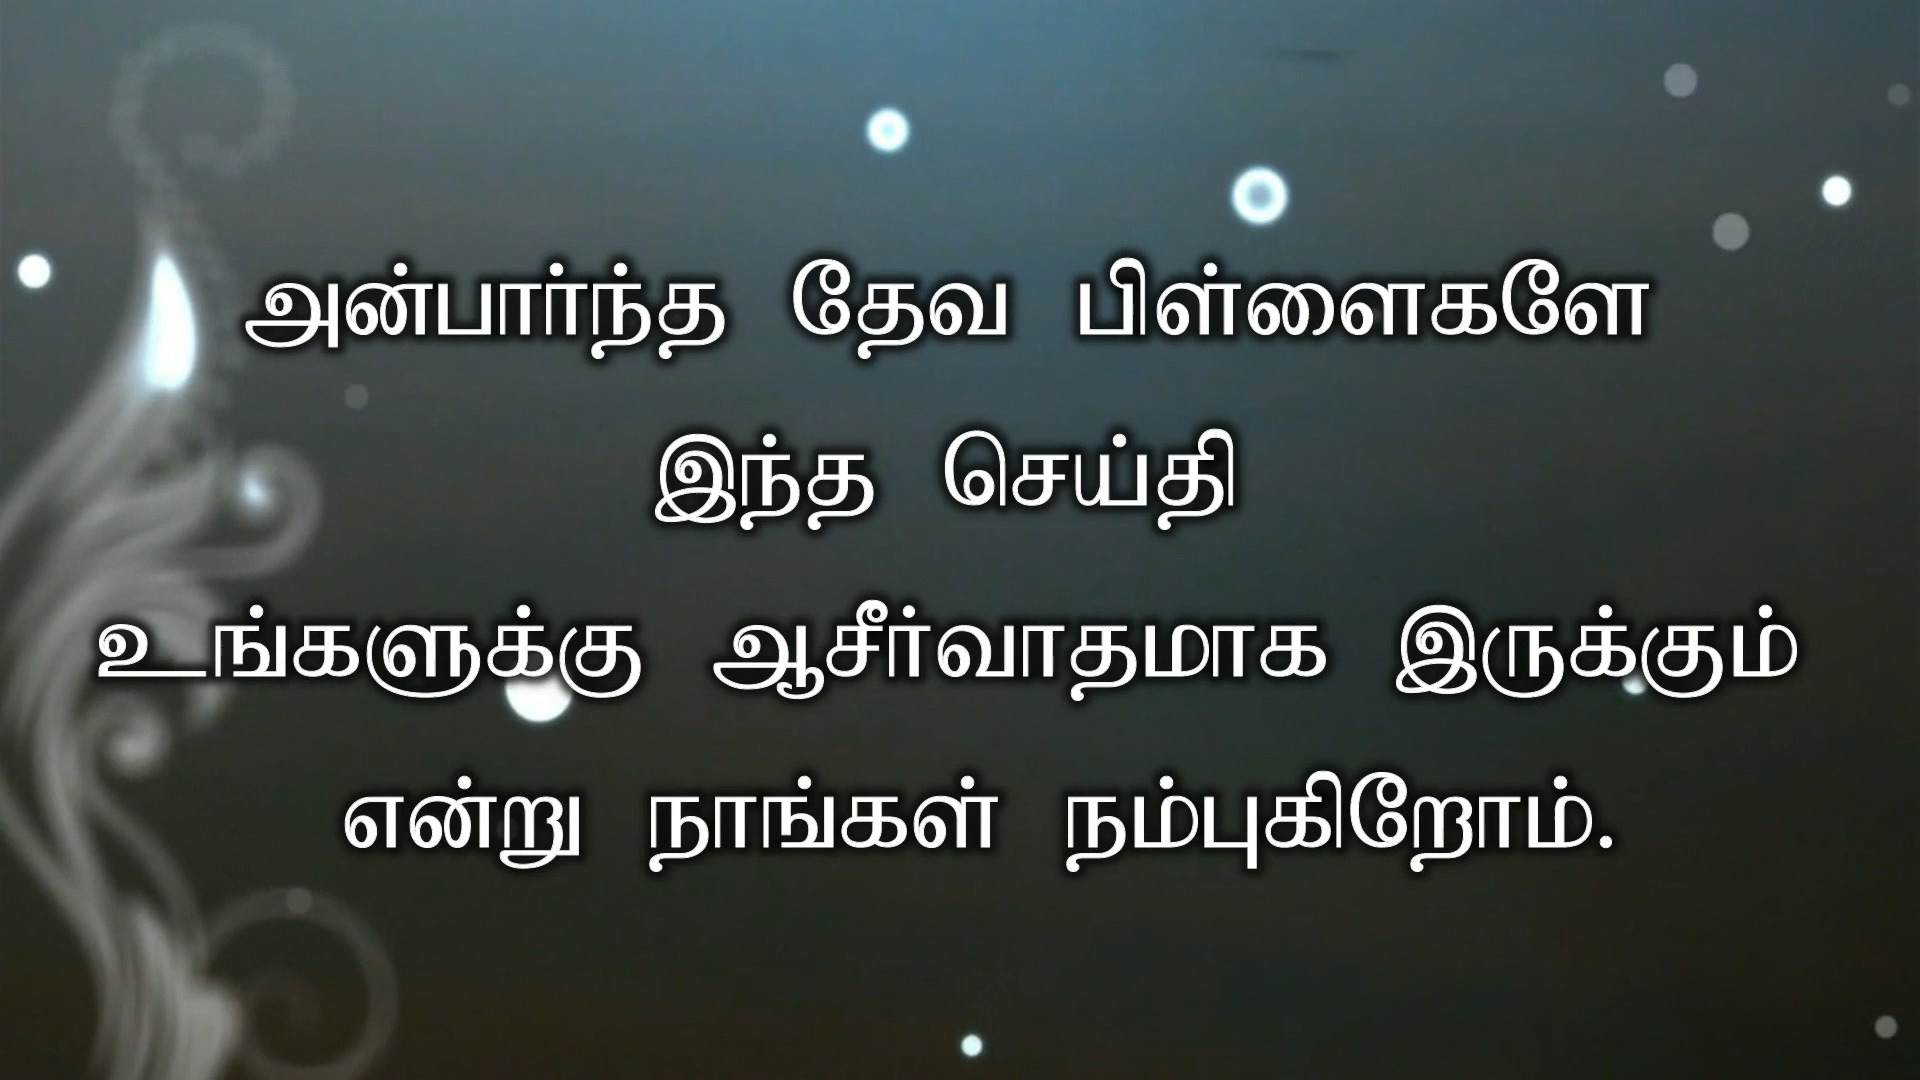 அன்பார்ந்த தேவ பிள்ளைகளே
இந்த செய்தி
உங்களுக்கு ஆசீர்வாதமாக இருக்கும்
என்று நாங்கள் நம்புகிறோம்.